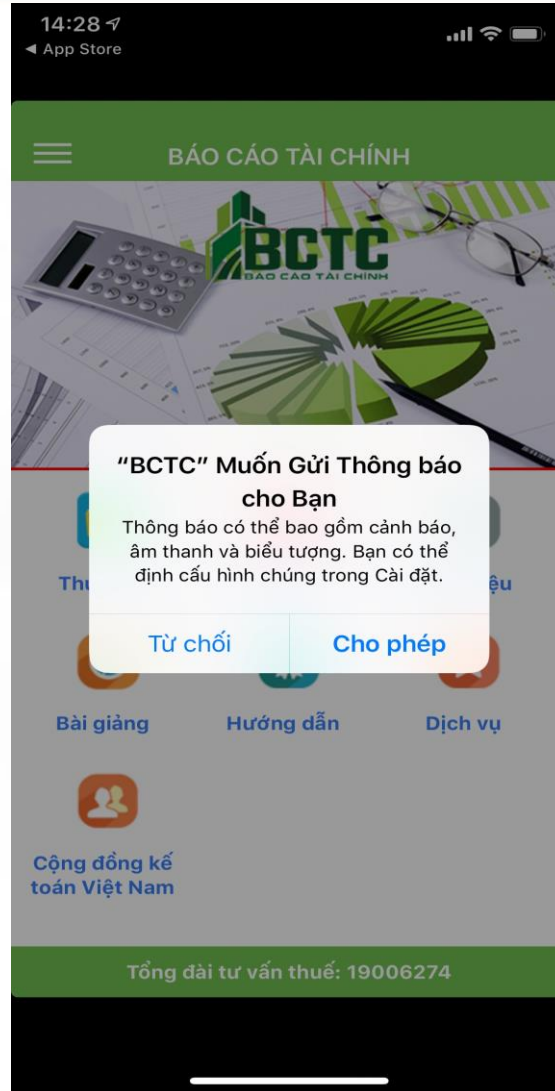 14:28
◀ App Store
BÁO CÁO TÀI CHÍNH
BCTC
BÁO CÁO TÀI CHÍNH
“BCTC” Muốn Gửi Thông báo
cho Bạn
Thông báo có thể bao gồm cảnh báo,
âm thanh và biểu tượng. Bạn có thể
định cấu hình chúng trong Cài đặt.
Từ chối
Cho phép
Bài giảng
Hướng dẫn
Dịch vụ
Cộng đồng kế
toán Việt Nam
Tổng đài tư vấn thuế: 19006274